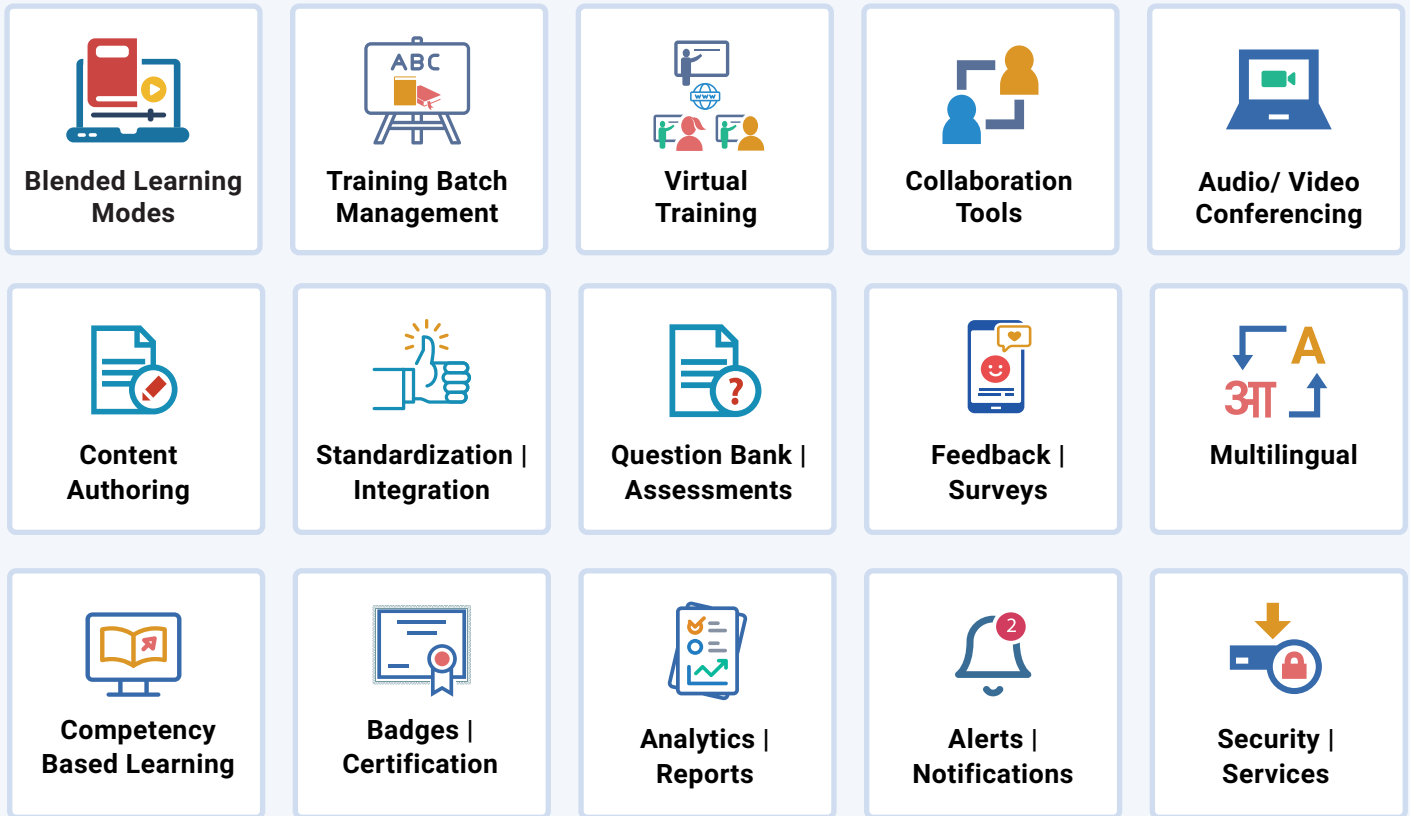 ABC
www
Blended Learning
Modes
Training Batch
Management
Virtual
Training
Collaboration
Tools
Audio/ Video
Conferencing
?
A
आ
Content
Authoring
Standardization |
Integration
Question Bank |
Assessments
Feedback |
Surveys
Multilingual
2
Competency
Based Learning
Badges |
Certification
Analytics |
Reports
Alerts |
Notifications
Security |
Services